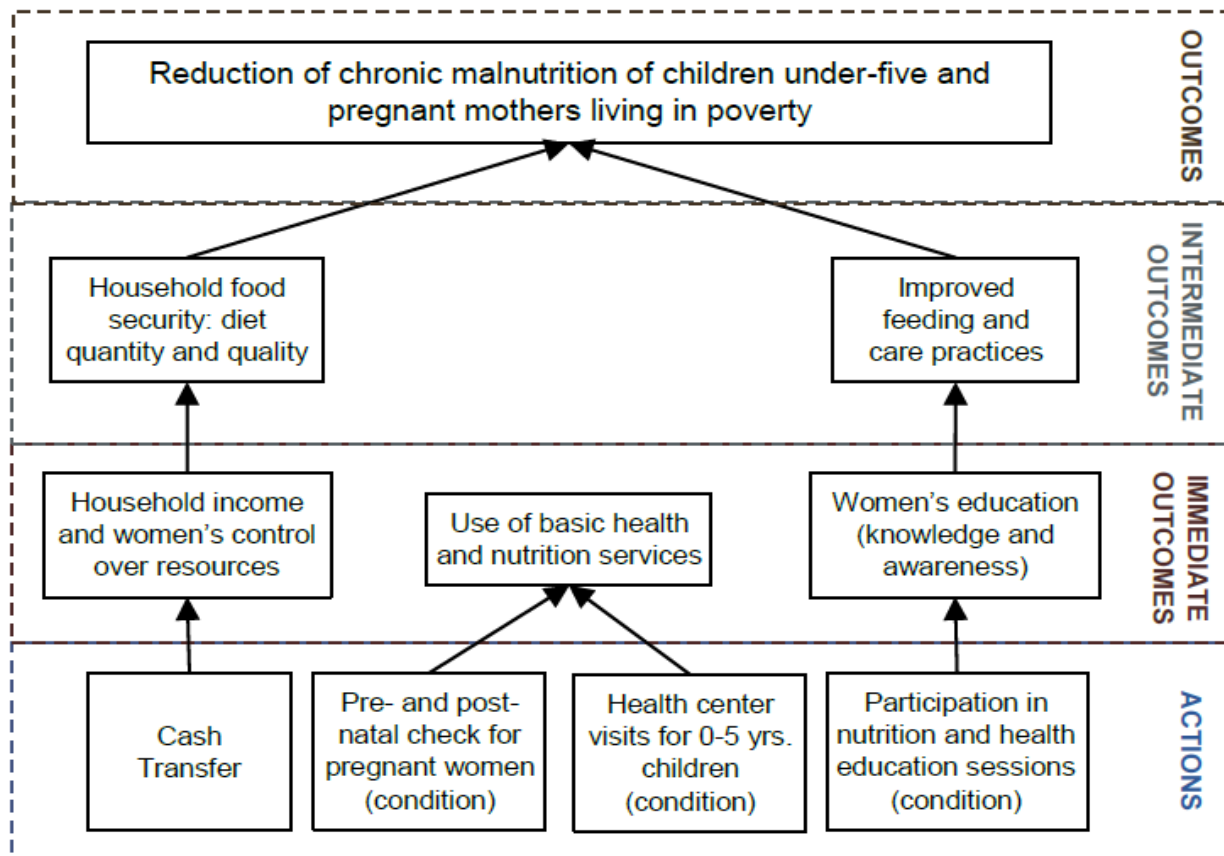 Reduction of chronic malnutrition of children under-five and
pregnant mothers living in poverty
OUTCOMES
Household food
security: diet
quantity and quality
Improved
feeding and
care practices
INTERMEDIATE
OUTCOMES
Household income
and women's control
over resources
Use of basic health
and nutrition services
Women's education
(knowledge and
awareness)
IMMEDIATE
OUTCOMES
Cash
Transfer
Pre- and post-
natal check for
pregnant women
(condition)
Health center
visits for 0-5 yrs.
children
(condition)
Participation in
nutrition and health
education sessions
(condition)
ACTIONS